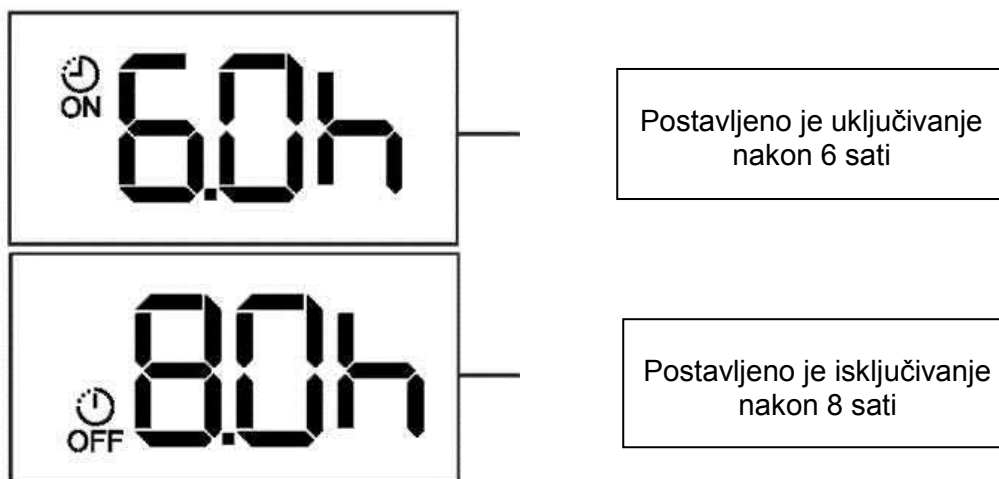 ON
6.0h
Postavljeno je uključivanje
nakon 6 sati
8.0h
OFF
Postavljeno je isključivanje
nakon 8 sati